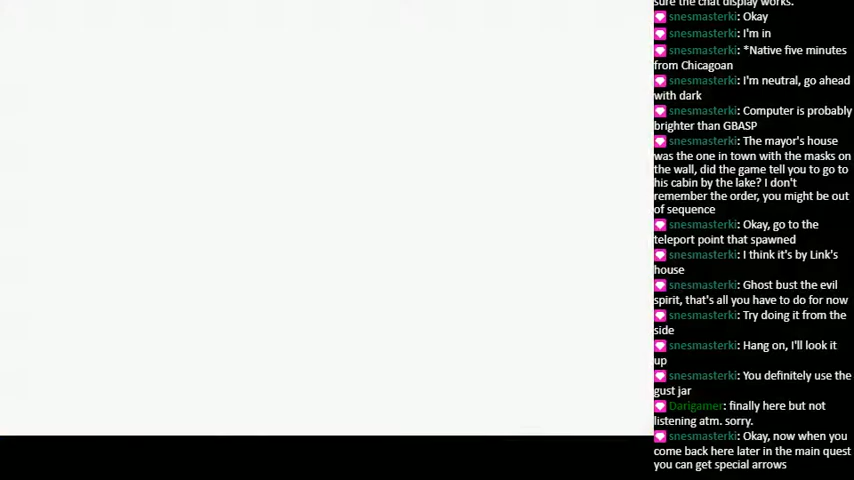 sure the chat display works.
snesmasterki: Okay
snesmasterki: I'm in
snesmasterki: *Native five minutes
from Chicagoan
snesmasterki: I'm neutral, go ahead
with dark
snesmasterki: Computer is probably
brighter than GBASP
snesmasterki: The mayor's house
was the one in town with the masks on
the wall, did the game tell you to go to
his cabin by the lake? I don't
remember the order, you might be out
of sequence
snesmasterki: Okay, go to the
teleport point that spawned
snesmasterki: I think it's by Link's
house
snesmasterki: Ghost bust the evil
spirit, that's all you have to do for now
snesmasterki: Try doing it from the
side
snesmasterki: Hang on, I'll look it
up
snesmasterki: You definitely use the
gust jar
Darigamer: finally here but not
listening atm. sorry.
snesmasterki: Okay, now when you
come back here later in the main quest
you can get special arrows